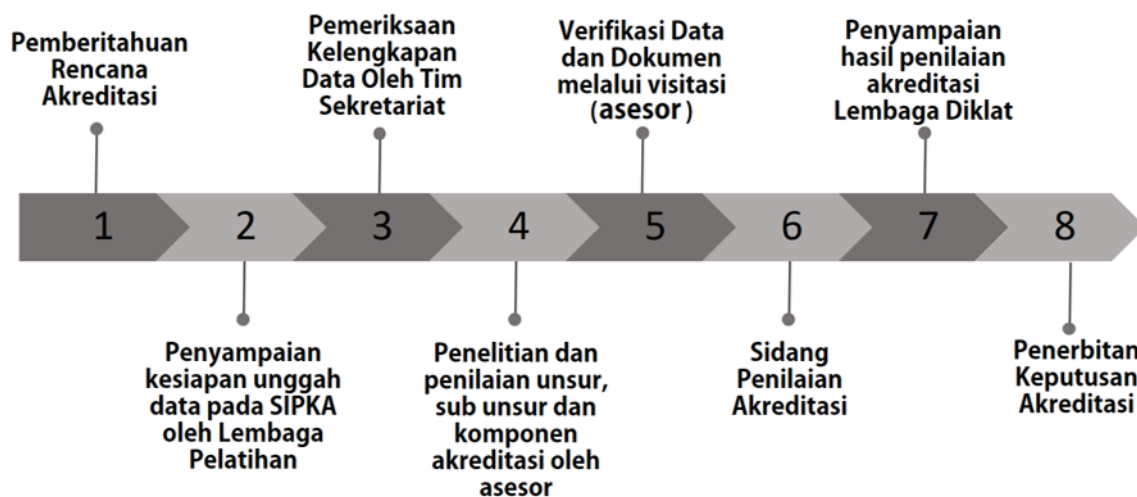 Pemberitahuan
Rencana
Akreditasi
Pemeriksaan
Kelengkapan
Data Oleh Tim
Sekretariat
Verifikasi Data
dan Dokumen
melalui visitasi
(asesor)
Penyampaian
hasil penilaian
akreditasi
Lembaga Diklat
1
2
3
4
5
6
7
8
Penyampaian
kesiapan unggah
data pada SIPKA
oleh Lembaga
Pelatihan
Penelitian dan
penilaian unsur,
sub unsur dan
komponen
akreditasi oleh
asesor
Sidang
Penilaian
Akreditasi
Penerbitan
Keputusan
Akreditasi